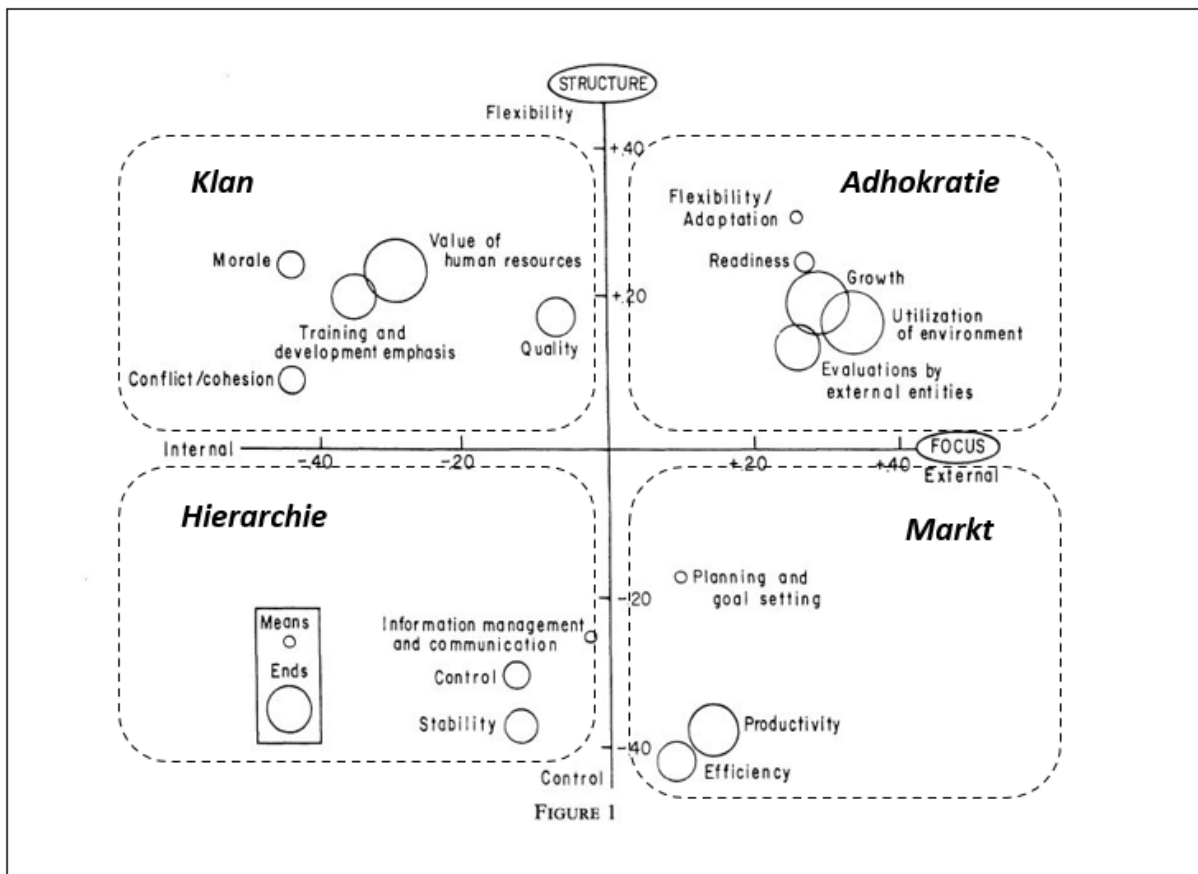 STRUCTURE
Flexibility
+.40
Klan
Adhokratie
Flexibility/
Adaptation
Morale
Value of
human resources
Readiness
Growth
+.20
Training and
development emphasis
Quality
Utilization
of environment
Conflict/cohesion
Evaluations by
external entities
Internal
-.40
-.20
+.20
+.40
FOCUS
External
Hierarchie
Markt
-.20
Planning and
goal setting
Means
Ends
Information management
and communication
Control
Stability
Productivity
-.40
Efficiency
Control
FIGURE 1